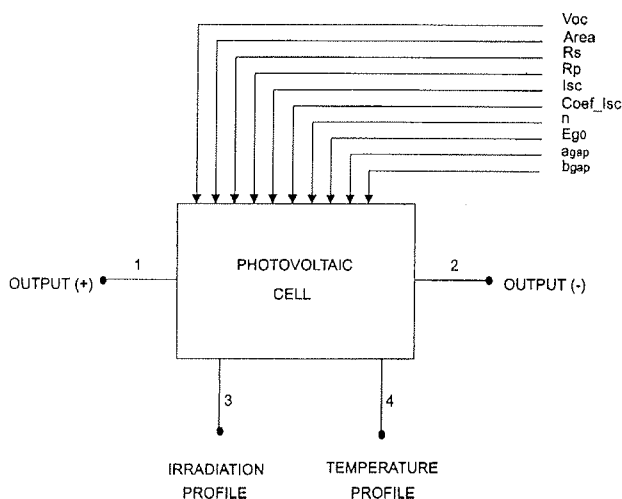 Voc
Area
Rs
Rp
Isc
Coef_Isc
n
Eg0
agap
bgap
1
PHOTOVOLTAIC
CELL
2
OUTPUT (+)
OUTPUT (-)
3
4
IRRADIATION
PROFILE
TEMPERATURE
PROFILE